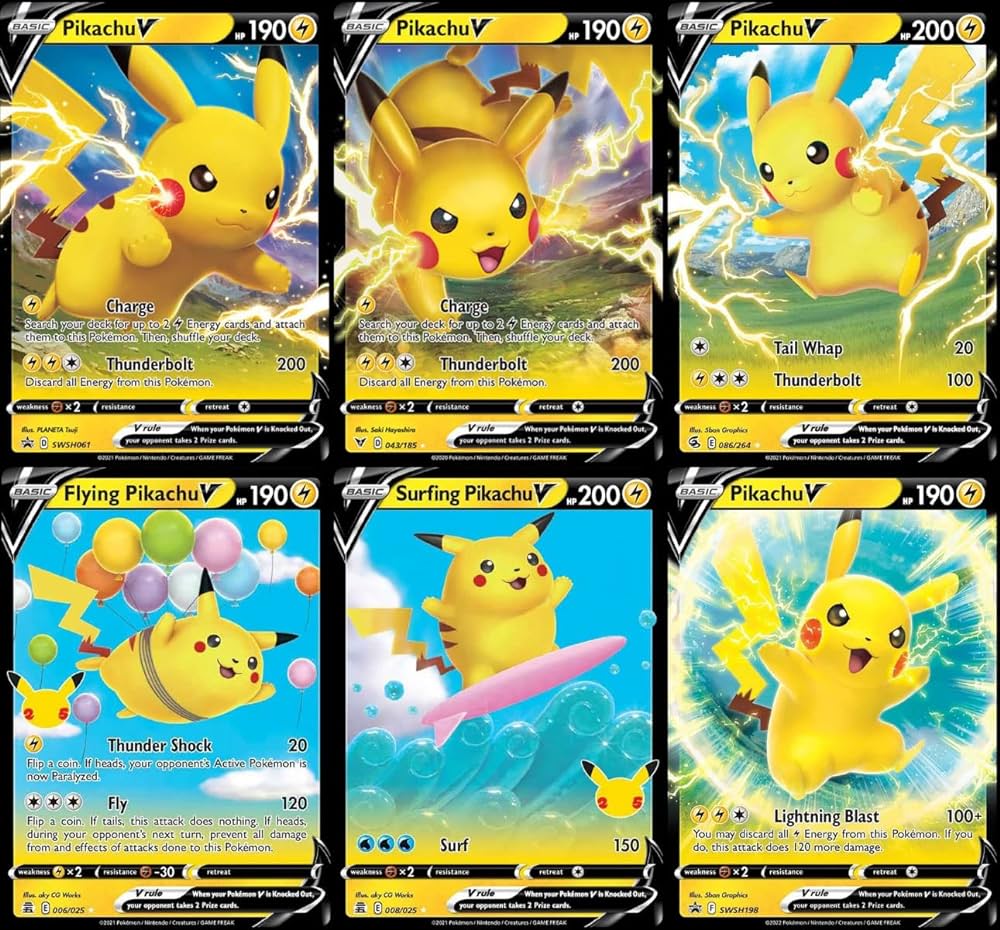 BASIC Pikachu V HP 190
Charge
Search your deck for up to 2 Energy cards and attach
them to this Pokémon. Then, shuffle your deck.
Thunderbolt 200
Discard all Energy from this Pokémon.
weakness ×2 resistance retreat
Illus. PLANETA Tsuji
D SWSH061
V rule When your Pokémon V is Knocked Out,
your opponent takes 2 Prize cards.
©2021 Pokémon / Nintendo / Creatures / GAME FREAK
BASIC Pikachu V HP 190
Charge
Search your deck for up to 2 Energy cards and attach
them to this Pokémon. Then, shuffle your deck.
Thunderbolt 200
Discard all Energy from this Pokémon.
weakness ×2 resistance retreat
Illus. Saki Hayashiro
D 043/185
V rule When your Pokémon V is Knocked Out,
your opponent takes 2 Prize cards.
©2020 Pokémon / Nintendo / Creatures / GAME FREAK
BASIC Pikachu V HP 200
Tail Whap 20
Thunderbolt 100
weakness ×2 resistance retreat
Illus. 5ban Graphics
E 086/264
V rule When your Pokémon V is Knocked Out,
your opponent takes 2 Prize cards.
©2021 Pokémon / Nintendo / Creatures / GAME FREAK
BASIC Flying Pikachu V HP 190
25
Thunder Shock 20
Flip a coin. If heads, your opponent's Active Pokémon is
now Paralyzed.
Fly 120
Flip a coin. If tails, this attack does nothing. If heads,
during your opponent's next turn, prevent all damage
from and effects of attacks done to this Pokémon.
weakness ×2 resistance -30 retreat
Illus. aky CG Works
E 006/025
V rule When your Pokémon V is Knocked Out,
your opponent takes 2 Prize cards.
©2021 Pokémon / Nintendo / Creatures / GAME FREAK
BASIC Surfing Pikachu V HP 200
25
Surf 150
weakness ×2 resistance retreat
Illus. aky CG Works
E 008/025
V rule When your Pokémon V is Knocked Out,
your opponent takes 2 Prize cards.
©2021 Pokémon / Nintendo / Creatures / GAME FREAK
BASIC Pikachu V HP 190
Lightning Blast 100+
You may discard all Energy from this Pokémon. If you
do, this attack does 120 more damage.
weakness ×2 resistance retreat
Illus. 5ban Graphics
F SWSH198
V rule When your Pokémon V is Knocked Out,
your opponent takes 2 Prize cards.
©2022 Pokémon / Nintendo / Creatures / GAME FREAK